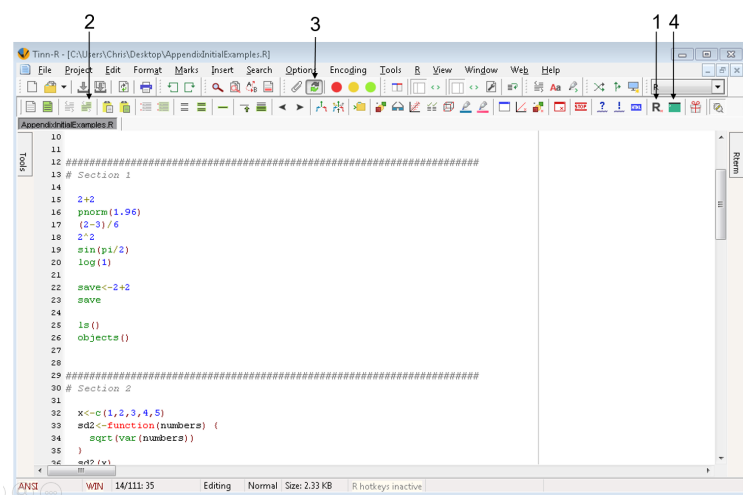 2 3 1 4
Tinn-R - [C:\Users\Chris\Desktop\AppendixInitialExamples.R]
File Project Edit Format Marks Insert Search Options Encoding Tools R View Window Web Help
R
R
AppendixInitialExamples.R
Tools
Rterm
10
11
12 ######################################################################
13 # Section 1
14
15 2+2
16 pnorm(1.96)
17 (2-3)/6
18 2^2
19 sin(pi/2)
20 log(1)
21
22 save<-2+2
23 save
24
25 ls()
26 objects()
27
28
29 ######################################################################
30 # Section 2
31
32 x<-c(1,2,3,4,5)
33 sd2<-function(numbers) {
34 sqrt(var(numbers))
35 }
36 sd2(x)
ANSI WIN 14/111: 35 Editing Normal Size: 2.33 KB R hotkeys inactive